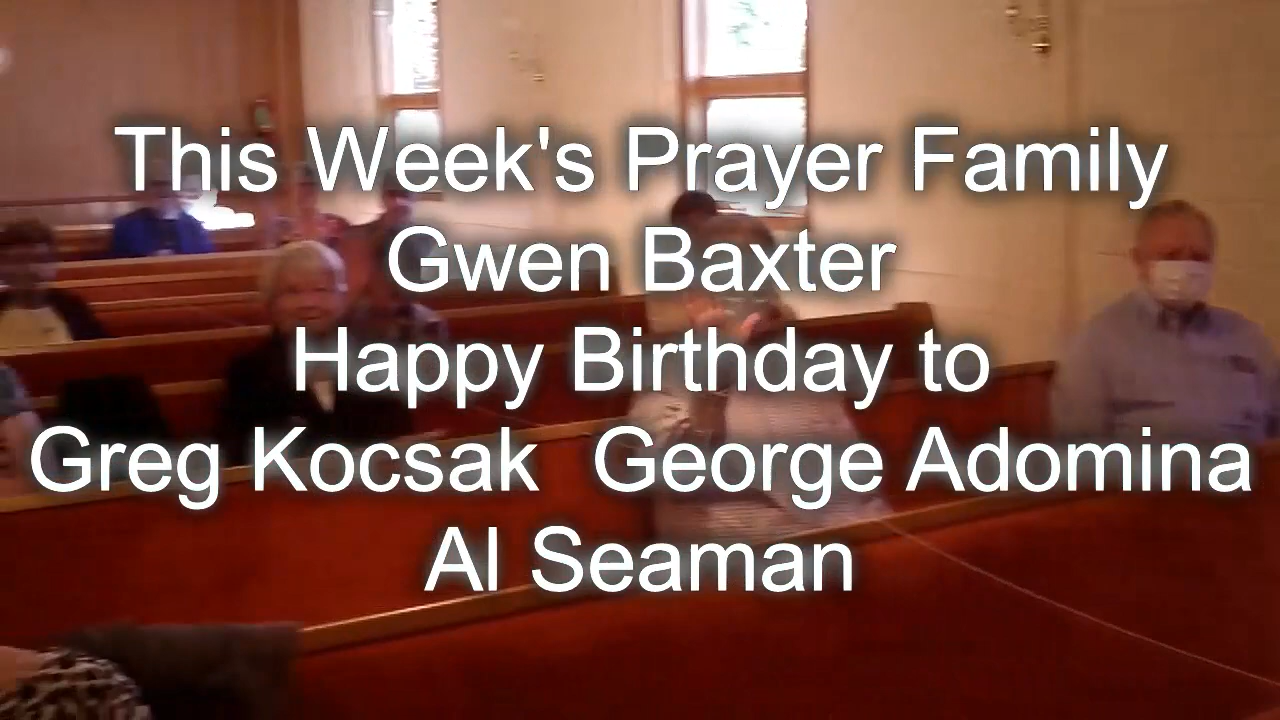 This Week's Prayer Family
Gwen Baxter
Happy Birthday to
Greg Kocsak  George Adomina
Al Seaman